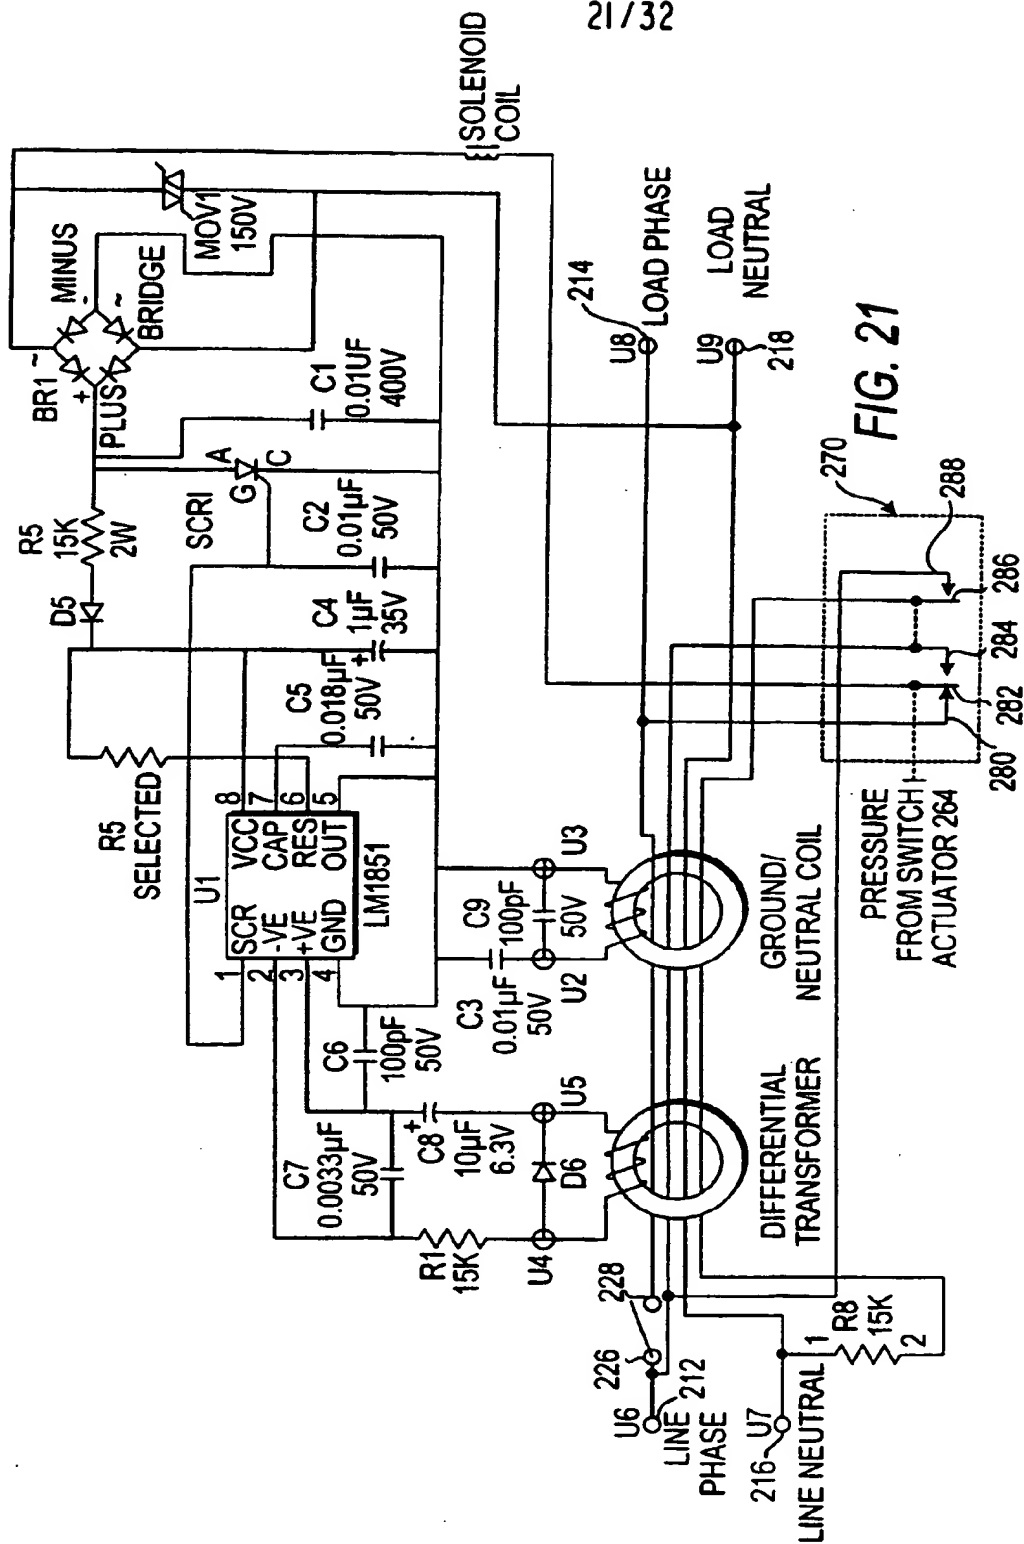 21/32
SOLENOID
COIL
MOV1
150V
MINUS
-
~
BRIDGE
~
BR1
+
PLUS
C1
0.01UF
400V
A
G
C
SCRI
R5
15K
2W
D5
C2
0.01µF
50V
C4
1µF
35V
+
C5
0.018µF
50V
R5
SELECTED
U1
1 SCR VCC 8
2 -VE CAP 7
3 +VE RES 6
4 GND OUT 5
LM1851
C6
100pF
50V
C7
0.0033µF
50V
+
C8
10µF
6.3V
R1
15K
U4
D6
U5
C3
0.01µF
50V
C9
100pF
50V
U2
U3
214
U8
LOAD PHASE
U9
LOAD
NEUTRAL
218
DIFFERENTIAL
TRANSFORMER
GROUND/
NEUTRAL COIL
226
228
U6
212
LINE
PHASE
216
U7
LINE NEUTRAL
1
R8
15K
2
PRESSURE
FROM SWITCH
ACTUATOR 264
270
280
282
284
286
288
FIG. 21